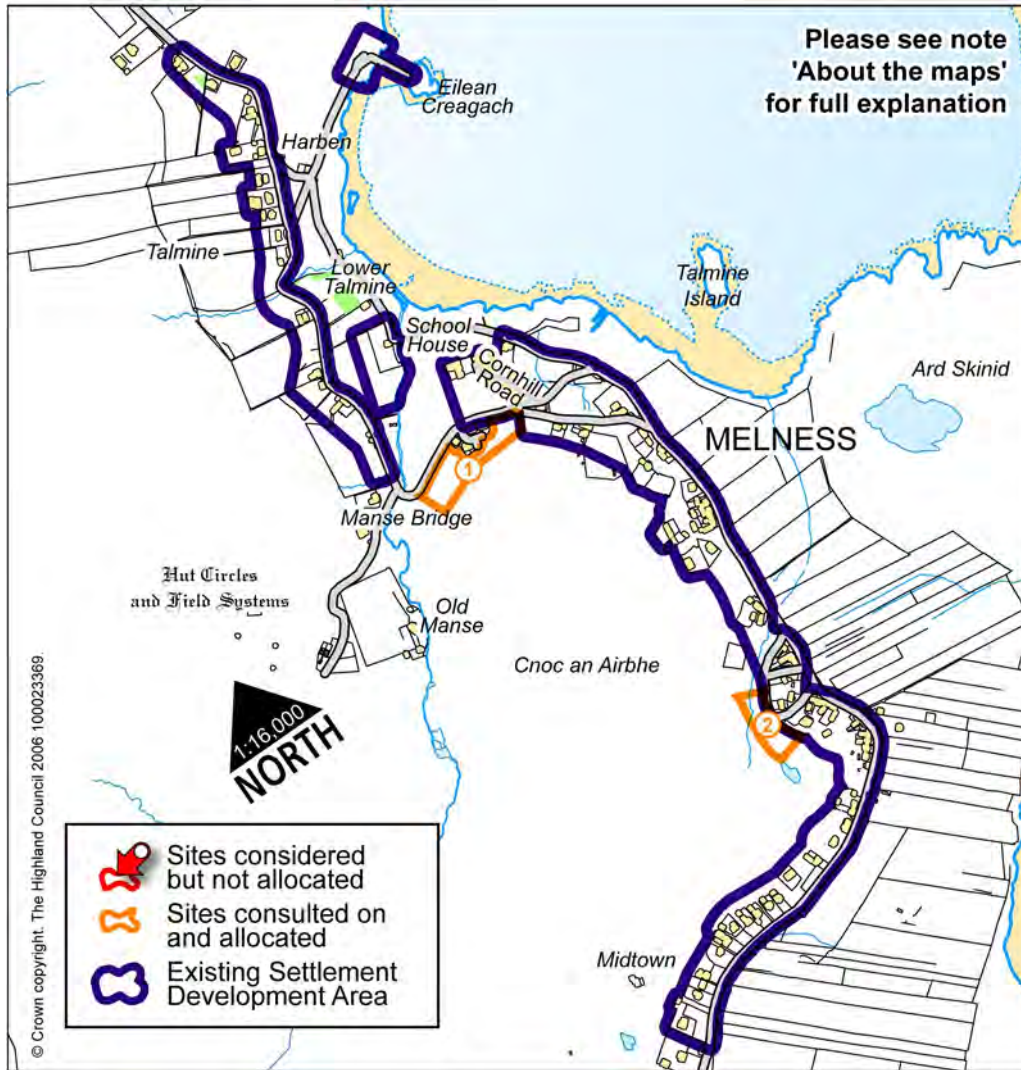 Please see note
'About the maps'
for full explanation
Eilean
Creagach
Harben
Talmine
Lower
Talmine
Talmine
Island
School
House
Cornhill
Road
Ard Skinid
MELNESS
1
Manse Bridge
Hut Circles
and Field Systems
Old
Manse
Cnoc an Airbhe
1:16,000
NORTH
2
Midtown
Sites considered
but not allocated
Sites consulted on
and allocated
Existing Settlement
Development Area
© Crown copyright. The Highland Council 2006 100023369.